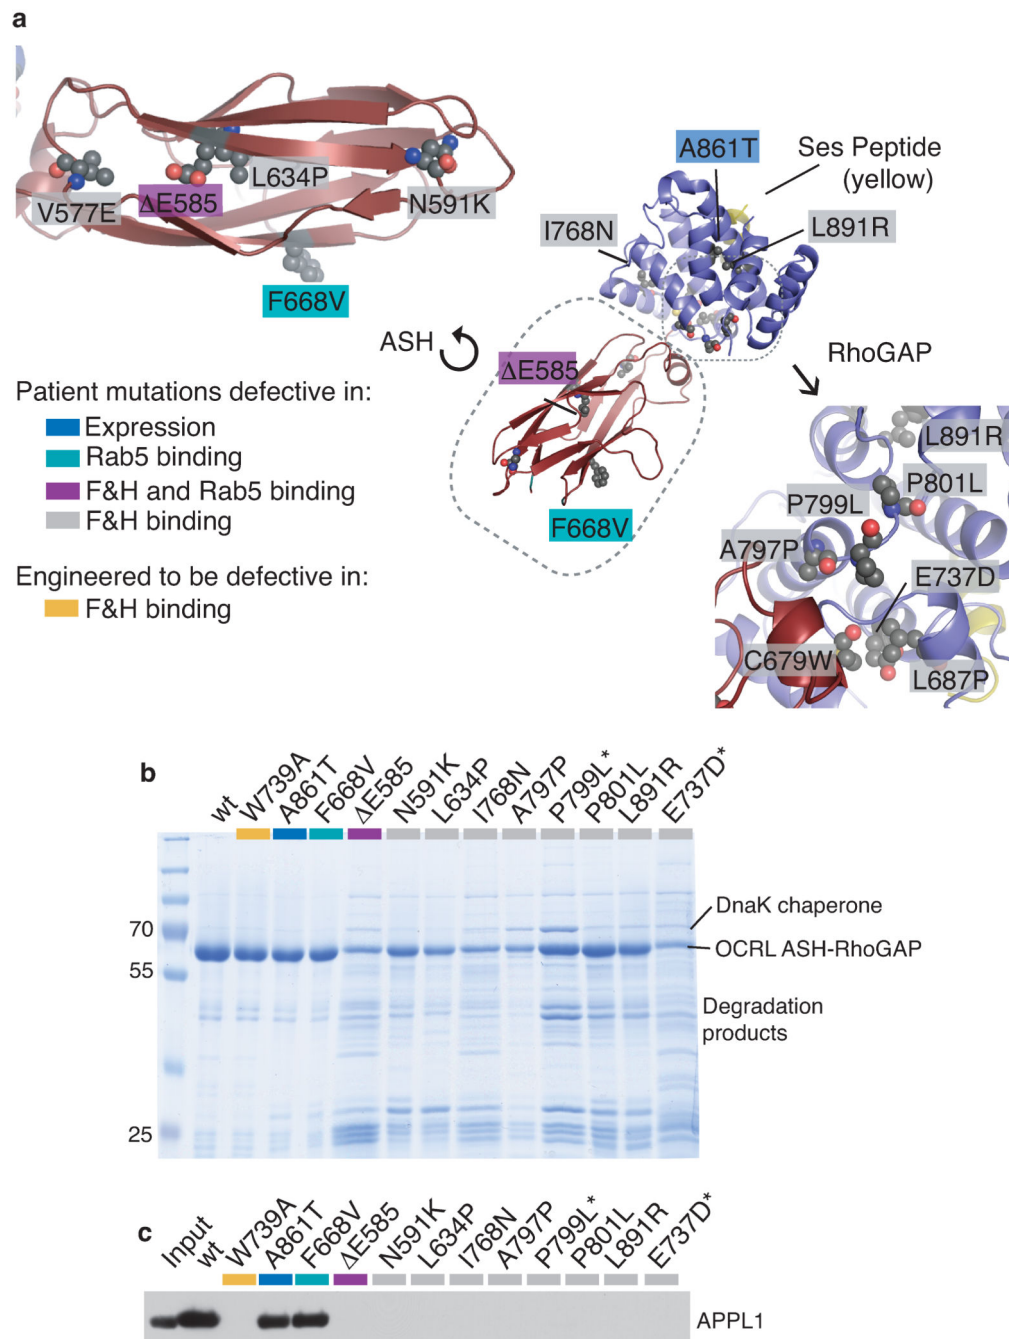 a
A861T
Ses Peptide
(yellow)
I768N
L891R
V577E
ΔE585
L634P
N591K
F668V
ASH
ΔE585
RhoGAP
F668V
Patient mutations defective in:
Expression
Rab5 binding
F&H and Rab5 binding
F&H binding
Engineered to be defective in:
F&H binding
L891R
P801L
P799L
A797P
E737D
C679W
L687P
b
wt W739A A861T F668V ΔE585 N591K L634P I768N A797P P799L* P801L L891R E737D*
DnaK chaperone
70
OCRL ASH-RhoGAP
55
Degradation
products
25
c
Input wt W739A A861T F668V ΔE585 N591K L634P I768N A797P P799L* P801L L891R E737D*
APPL1